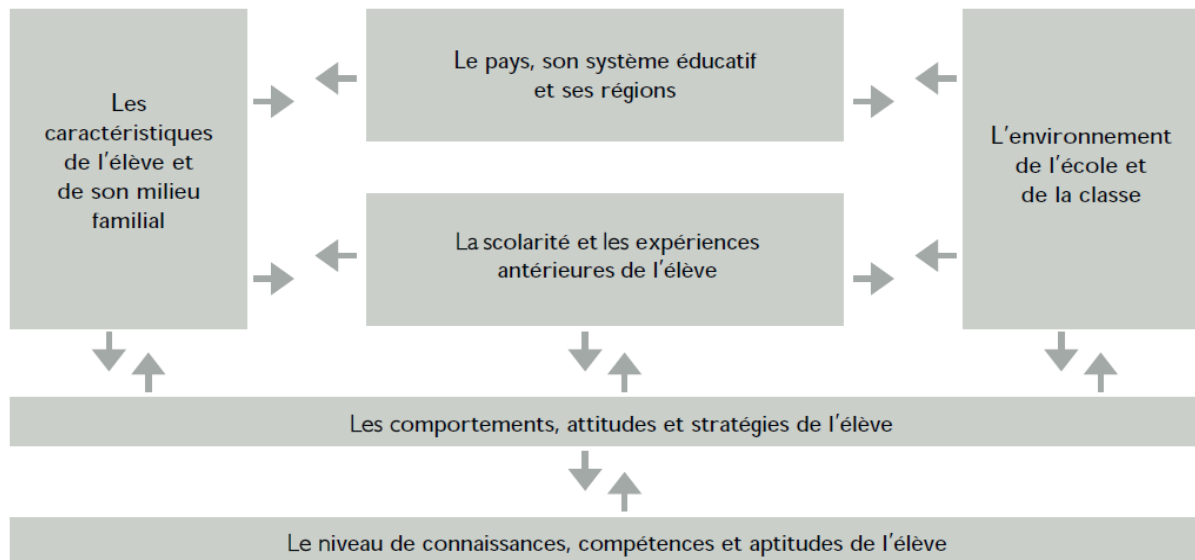 Les
caractéristiques
de l'élève et
de son milieu
familial
Le pays, son système éducatif
et ses régions
La scolarité et les expériences
antérieures de l'élève
L'environnement
de l'école et
de la classe
Les comportements, attitudes et stratégies de l'élève
Le niveau de connaissances, compétences et aptitudes de l'élève